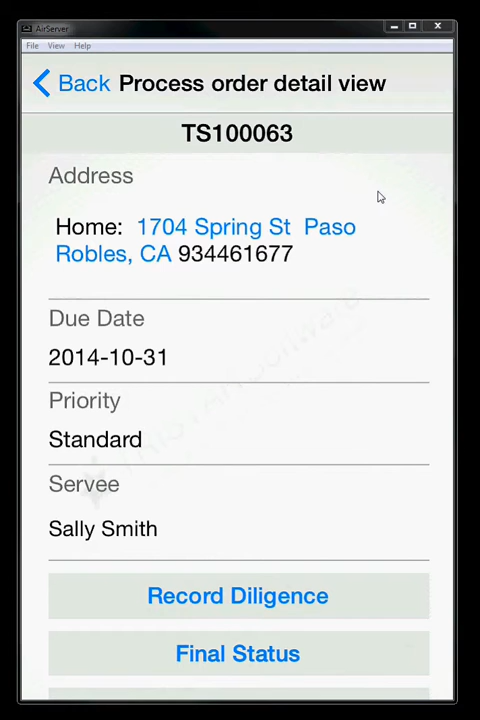 AirServer
File View Help
Back Process order detail view
TS100063
Address
Home: 1704 Spring St Paso
Robles, CA 934461677
Due Date
2014-10-31
Priority
Standard
Servee
Sally Smith
Record Diligence
Final Status